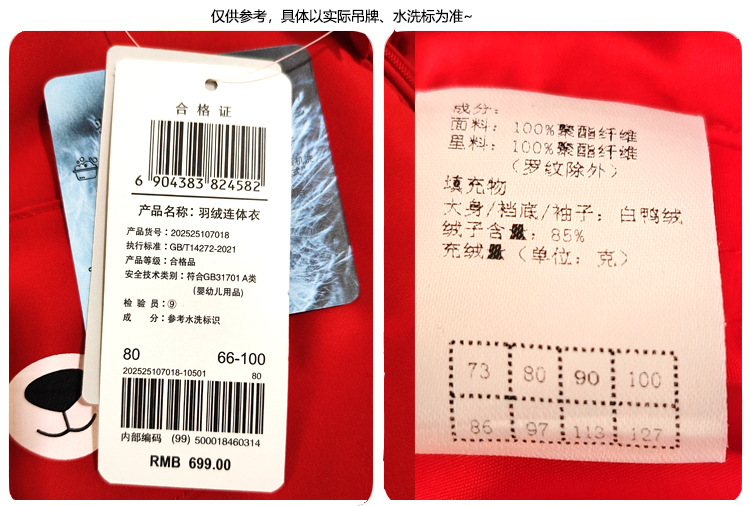 仅供参考，具体以实际吊牌、水洗标为准~
合 格 证
6 904383 824582
产品名称：羽绒连体衣
产品货号：202525107018
执行标准：GB/T14272-2021
产品等级：合格品
安全技术类别：符合GB31701 A类
(婴幼儿用品)
检 验 员：⑨
成 分：参考水洗标识
80 66-100
202525107018-10501 80
内部编码 (99) 500018460314
RMB 699.00
机洗
成分：
面料：100%聚酯纤维
里料：100%聚酯纤维
（罗纹除外）
填充物
大身/裆底/袖子：白鸭绒
绒子含量：85%
充绒量（单位：克）
73 80 90 100
86 97 113 127